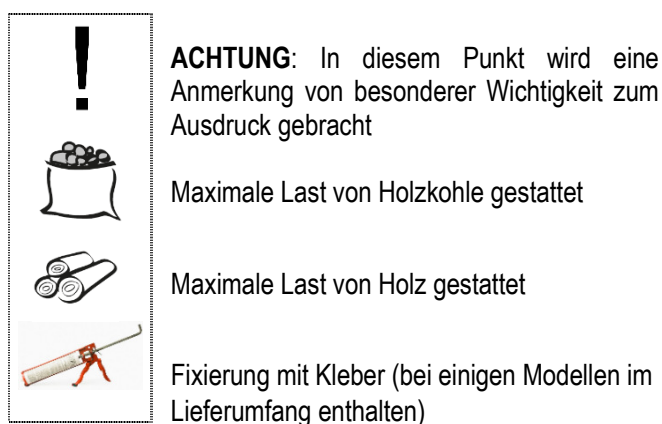 ACHTUNG: In diesem Punkt wird eine
Anmerkung von besonderer Wichtigkeit zum
Ausdruck gebracht
Maximale Last von Holzkohle gestattet
Maximale Last von Holz gestattet
Fixierung mit Kleber (bei einigen Modellen im
Lieferumfang enthalten)